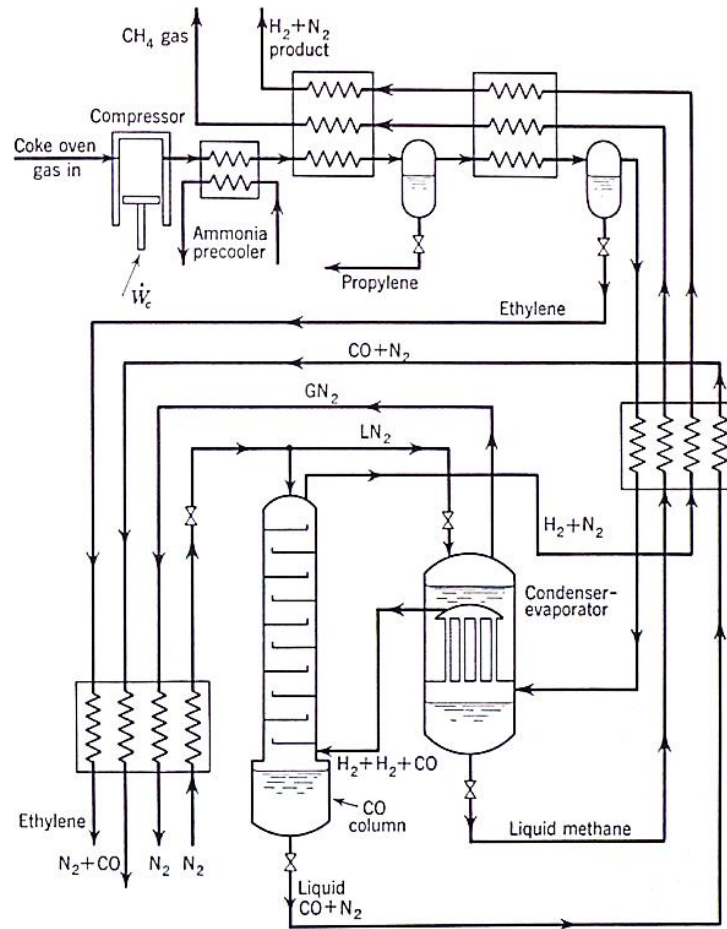 CH₄ gas
H₂+N₂
product
Compressor
Coke oven
gas in
Ammonia
precooler
Ẇc
Propylene
Ethylene
CO+N₂
GN₂
LN₂
H₂+N₂
Condenser-
evaporator
H₂+H₂+CO
CO
column
Ethylene
N₂+CO
N₂
N₂
Liquid methane
Liquid
CO+N₂